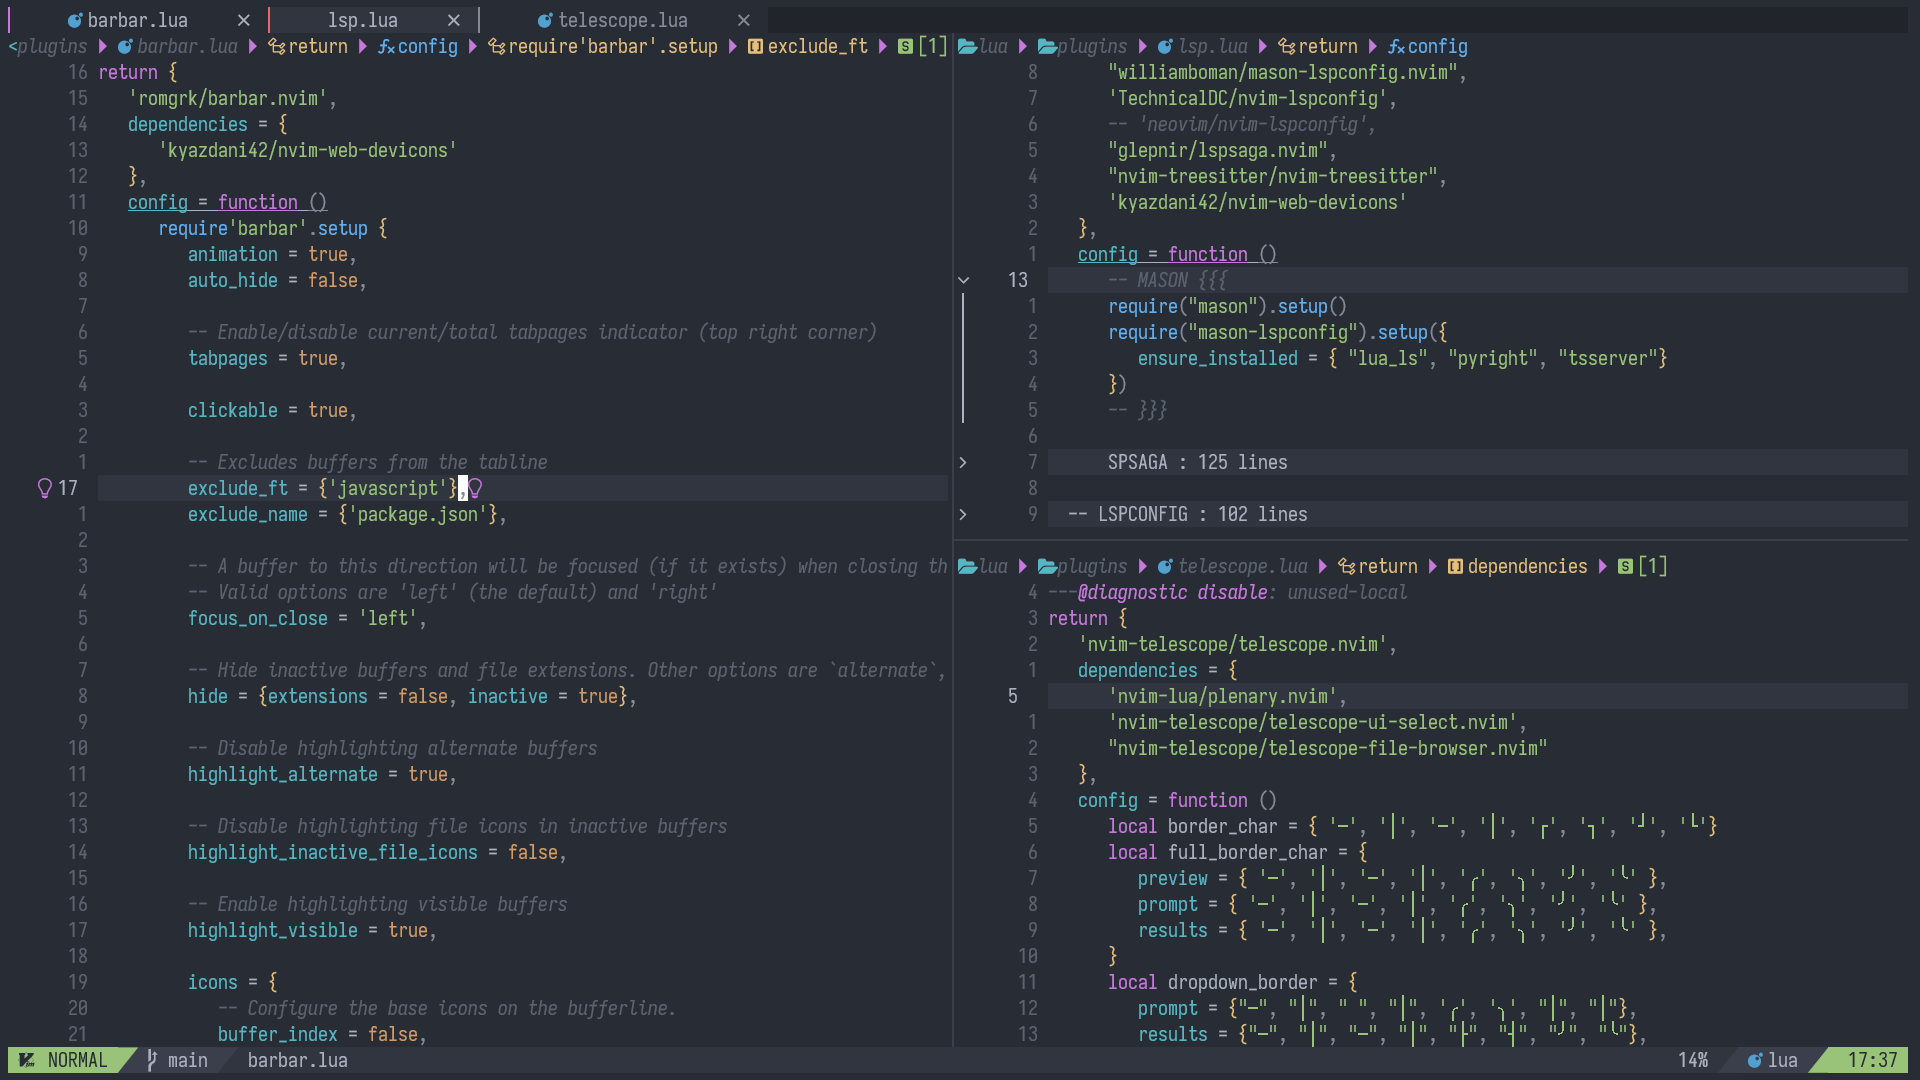 barbar.lua ✕ lsp.lua ✕ telescope.lua ✕
<plugins barbar.lua return config require'barbar'.setup exclude_ft [1]
16 return {
15 'romgrk/barbar.nvim',
14 dependencies = {
13 'kyazdani42/nvim-web-devicons'
12 },
11 config = function ()
10 require'barbar'.setup {
9 animation = true,
8 auto_hide = false,
7
6 -- Enable/disable current/total tabpages indicator (top right corner)
5 tabpages = true,
4
3 clickable = true,
2
1 -- Excludes buffers from the tabline
17 exclude_ft = {'javascript'},
1 exclude_name = {'package.json'},
2
3 -- A buffer to this direction will be focused (if it exists) when closing th
4 -- Valid options are 'left' (the default) and 'right'
5 focus_on_close = 'left',
6
7 -- Hide inactive buffers and file extensions. Other options are `alternate`,
8 hide = {extensions = false, inactive = true},
9
10 -- Disable highlighting alternate buffers
11 highlight_alternate = true,
12
13 -- Disable highlighting file icons in inactive buffers
14 highlight_inactive_file_icons = false,
15
16 -- Enable highlighting visible buffers
17 highlight_visible = true,
18
19 icons = {
20 -- Configure the base icons on the bufferline.
21 buffer_index = false,
lua plugins lsp.lua return config
8 "williamboman/mason-lspconfig.nvim",
7 'TechnicalDC/nvim-lspconfig',
6 -- 'neovim/nvim-lspconfig',
5 "glepnir/lspsaga.nvim",
4 "nvim-treesitter/nvim-treesitter",
3 'kyazdani42/nvim-web-devicons'
2 },
1 config = function ()
13 -- MASON {{{
1 require("mason").setup()
2 require("mason-lspconfig").setup({
3 ensure_installed = { "lua_ls", "pyright", "tsserver"}
4 })
5 -- }}}
6
7 SPSAGA : 125 lines
8
9 -- LSPCONFIG : 102 lines
lua plugins telescope.lua return dependencies [1]
4 ---@diagnostic disable: unused-local
3 return {
2 'nvim-telescope/telescope.nvim',
1 dependencies = {
5 'nvim-lua/plenary.nvim',
1 'nvim-telescope/telescope-ui-select.nvim',
2 "nvim-telescope/telescope-file-browser.nvim"
3 },
4 config = function ()
5 local border_char = { '─', '│', '─', '│', '┌', '┐', '┘', '└'}
6 local full_border_char = {
7 preview = { '─', '│', '─', '│', '╭', '╮', '╯', '╰' },
8 prompt = { '─', '│', '─', '│', '╭', '╮', '╯', '╰' },
9 results = { '─', '│', '─', '│', '╭', '╮', '╯', '╰' },
10 }
11 local dropdown_border = {
12 prompt = {"─", "│", " ", "│", '╭', '╮', "│", "│"},
13 results = {"─", "│", "─", "│", "├", "┤", "╯", "╰"},
NORMAL main barbar.lua 14% lua 17:37